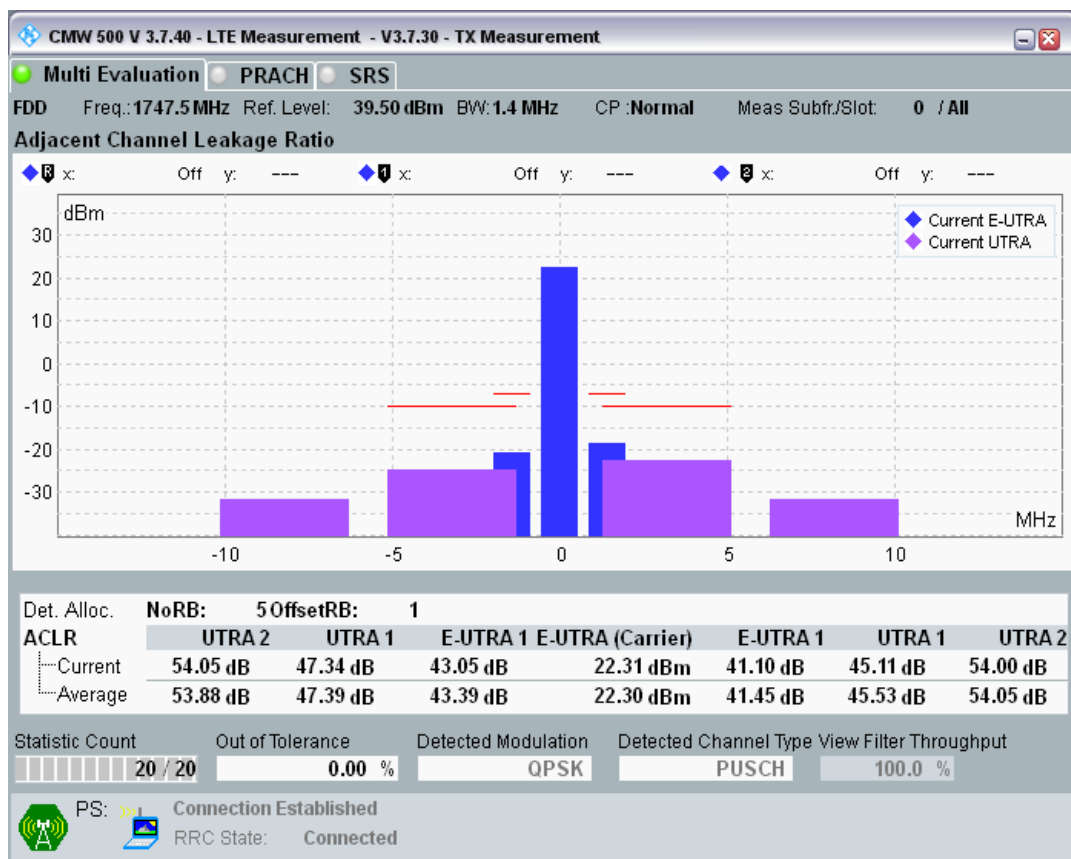 CMW 500 V 3.7.40 - LTE Measurement - V3.7.30 - TX Measurement
Multi Evaluation PRACH SRS
FDD Freq.: 1747.5 MHz Ref. Level: 39.50 dBm BW: 1.4 MHz CP :Normal Meas Subfr./Slot: 0 / All
Adjacent Channel Leakage Ratio
R x: Off y: --- 1 x: Off y: --- 2 x: Off y: ---
dBm
Current E-UTRA
Current UTRA
30
20
10
0
-10
-20
-30
MHz
-10 -5 0 5 10
Det. Alloc. NoRB: 5 OffsetRB: 1
ACLR UTRA 2 UTRA 1 E-UTRA 1 E-UTRA (Carrier) E-UTRA 1 UTRA 1 UTRA 2
Current 54.05 dB 47.34 dB 43.05 dB 22.31 dBm 41.10 dB 45.11 dB 54.00 dB
Average 53.88 dB 47.39 dB 43.39 dB 22.30 dBm 41.45 dB 45.53 dB 54.05 dB
Statistic Count Out of Tolerance Detected Modulation Detected Channel Type View Filter Throughput
20 / 20 0.00 % QPSK PUSCH 100.0 %
PS: Connection Established
RRC State: Connected